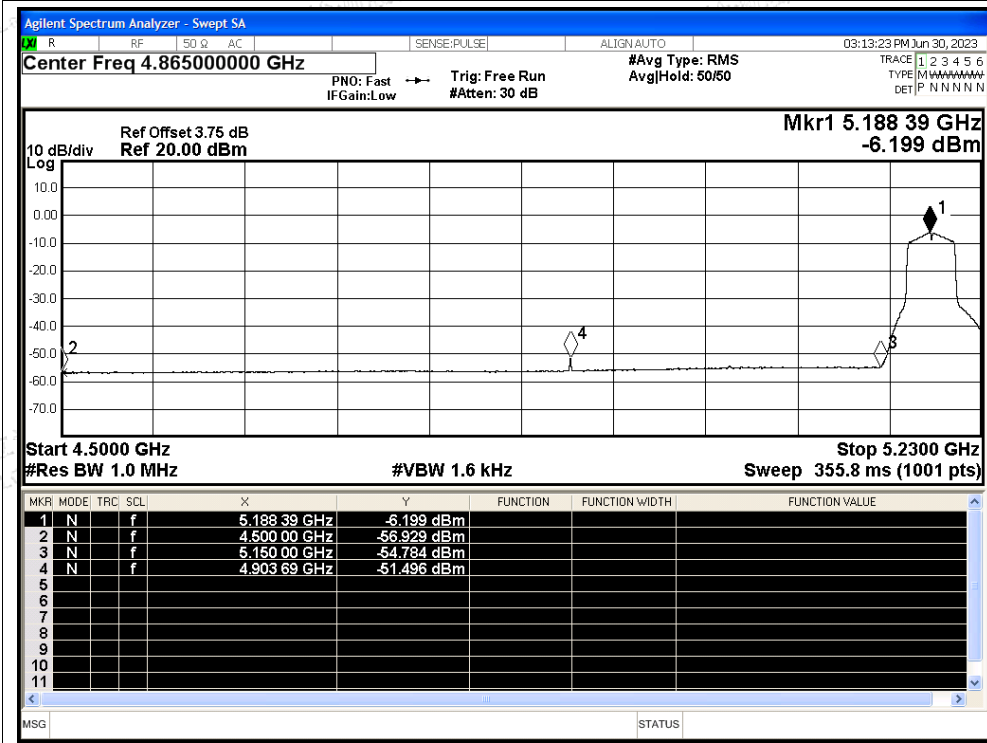 Agilent Spectrum Analyzer - Swept SA
LXI R RF 50 Ω AC SENSE:PULSE ALIGN AUTO 03:13:23 PM Jun 30, 2023
Center Freq 4.865000000 GHz
PNO: Fast
IFGain:Low
Trig: Free Run
#Atten: 30 dB
#Avg Type: RMS
Avg|Hold: 50/50
TRACE 1 2 3 4 5 6
TYPE M
DET P N N N N N
Mkr1 5.188 39 GHz
-6.199 dBm
Ref Offset 3.75 dB
10 dB/div Ref 20.00 dBm
Log
10.0
0.00
-10.0
-20.0
-30.0
-40.0
-50.0
-60.0
-70.0
1
2
4
3
Start 4.5000 GHz Stop 5.2300 GHz
#Res BW 1.0 MHz #VBW 1.6 kHz Sweep 355.8 ms (1001 pts)
MKR MODE TRC SCL X Y FUNCTION FUNCTION WIDTH FUNCTION VALUE
1 N f 5.188 39 GHz -6.199 dBm
2 N f 4.500 00 GHz -56.929 dBm
3 N f 5.150 00 GHz -54.784 dBm
4 N f 4.903 69 GHz -51.496 dBm
5
6
7
8
9
10
11
MSG STATUS